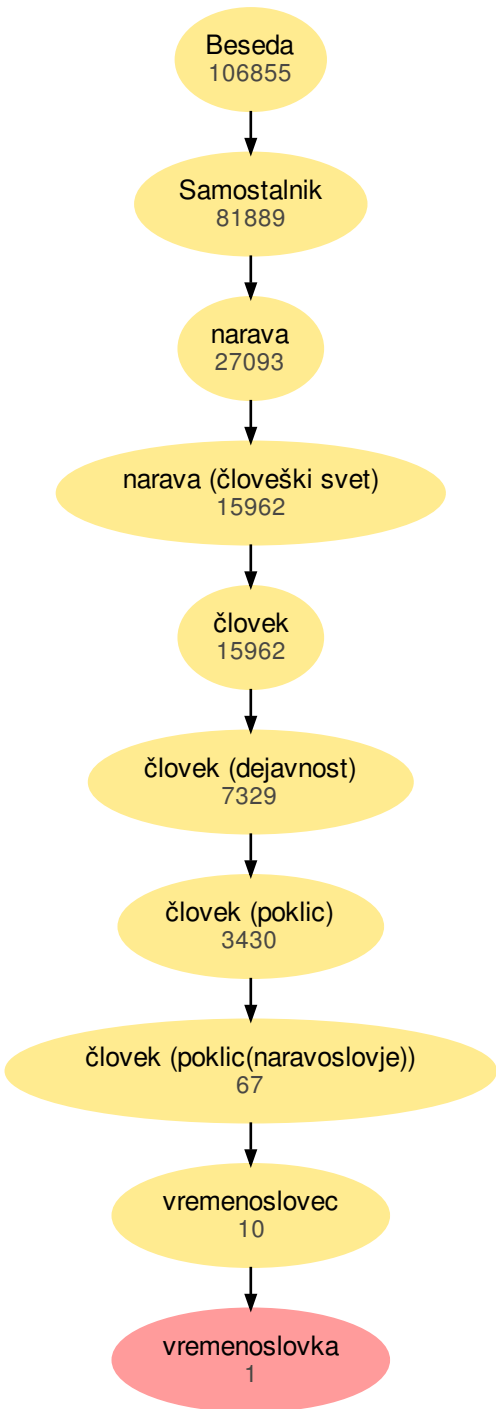 Beseda
106855
Samostalnik
81889
narava
27093
narava (človeški svet)
15962
človek
15962
človek (dejavnost)
7329
človek (poklic)
3430
človek (poklic(naravoslovje))
67
vremenoslovec
10
vremenoslovka
1